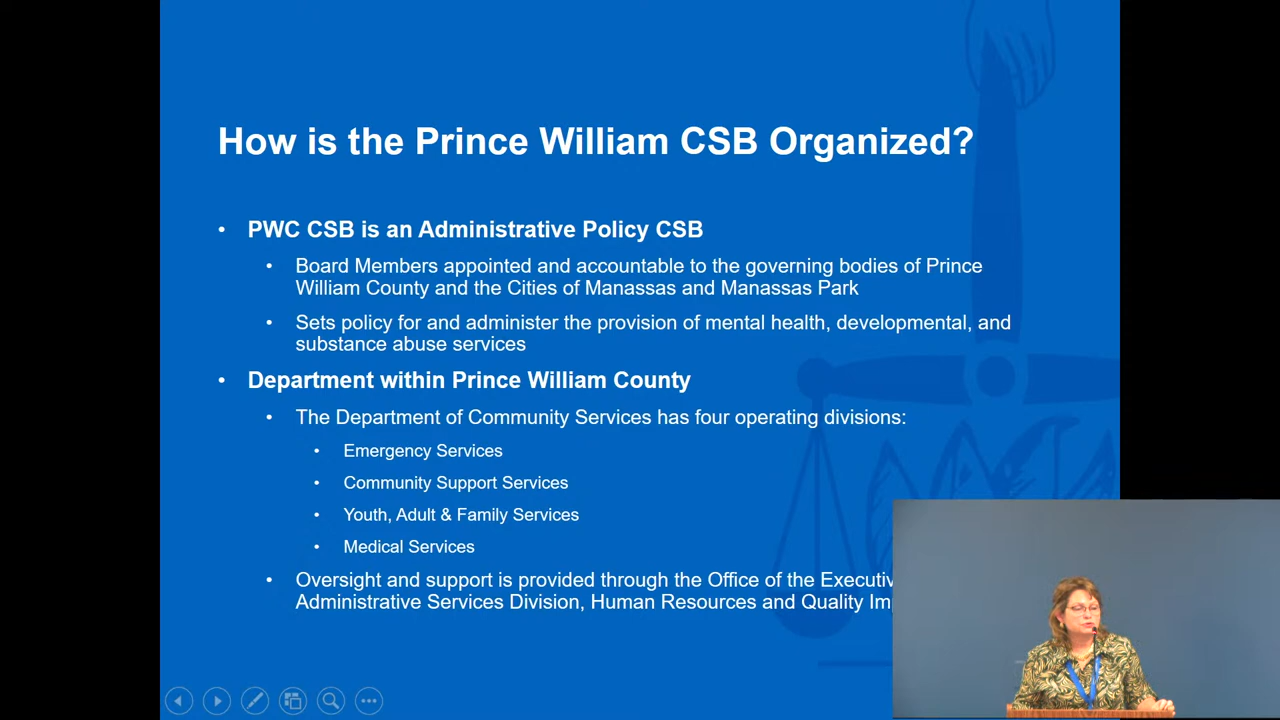 How is the Prince William CSB Organized?
• PWC CSB is an Administrative Policy CSB
• Board Members appointed and accountable to the governing bodies of Prince
William County and the Cities of Manassas and Manassas Park
• Sets policy for and administer the provision of mental health, developmental, and
substance abuse services
• Department within Prince William County
• The Department of Community Services has four operating divisions:
• Emergency Services
• Community Support Services
• Youth, Adult & Family Services
• Medical Services
• Oversight and support is provided through the Office of the
Administrative Services Division, Human Resources and Quality